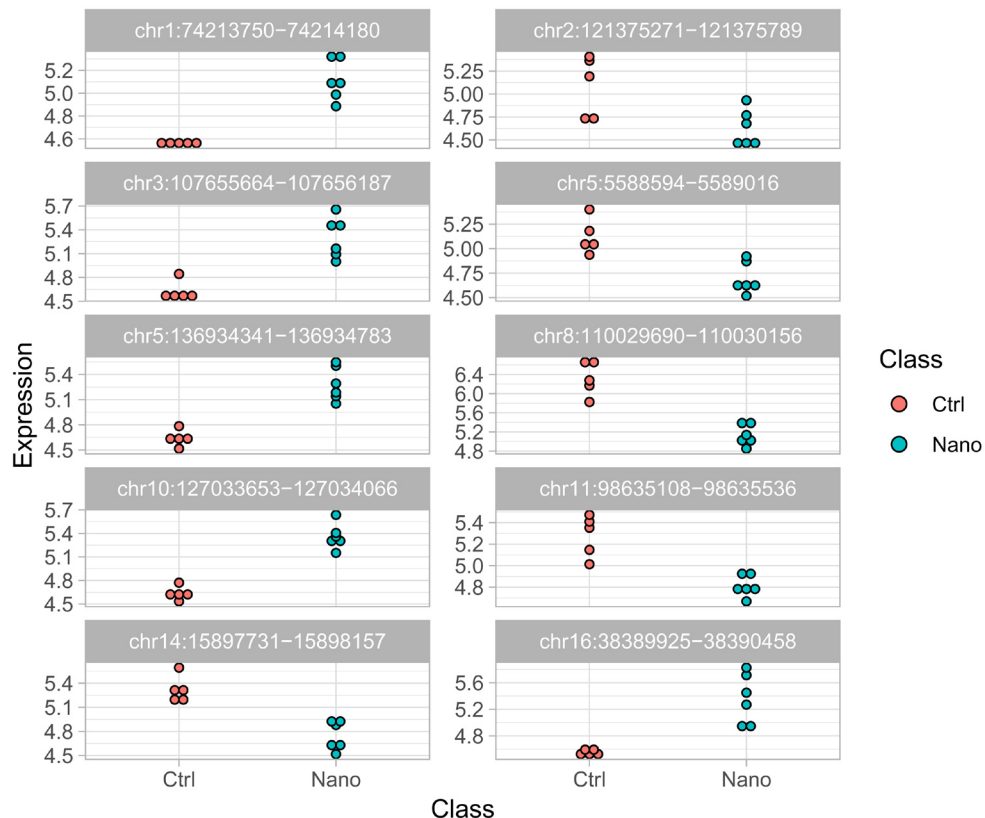 chr1:74213750−74214180
chr2:121375271−121375789
5.2
5.0
4.8
4.6
5.25
5.00
4.75
4.50
chr3:107655664−107656187
chr5:5588594−5589016
5.7
5.4
5.1
4.8
4.5
5.25
5.00
4.75
4.50
chr5:136934341−136934783
chr8:110029690−110030156
5.4
5.1
4.8
4.5
6.4
6.0
5.6
5.2
4.8
chr10:127033653−127034066
chr11:98635108−98635536
5.7
5.4
5.1
4.8
4.5
5.4
5.2
5.0
4.8
chr14:15897731−15898157
chr16:38389925−38390458
5.4
5.1
4.8
4.5
5.6
5.2
4.8
Ctrl
Nano
Ctrl
Nano
Class
Expression
Class
Ctrl
Nano